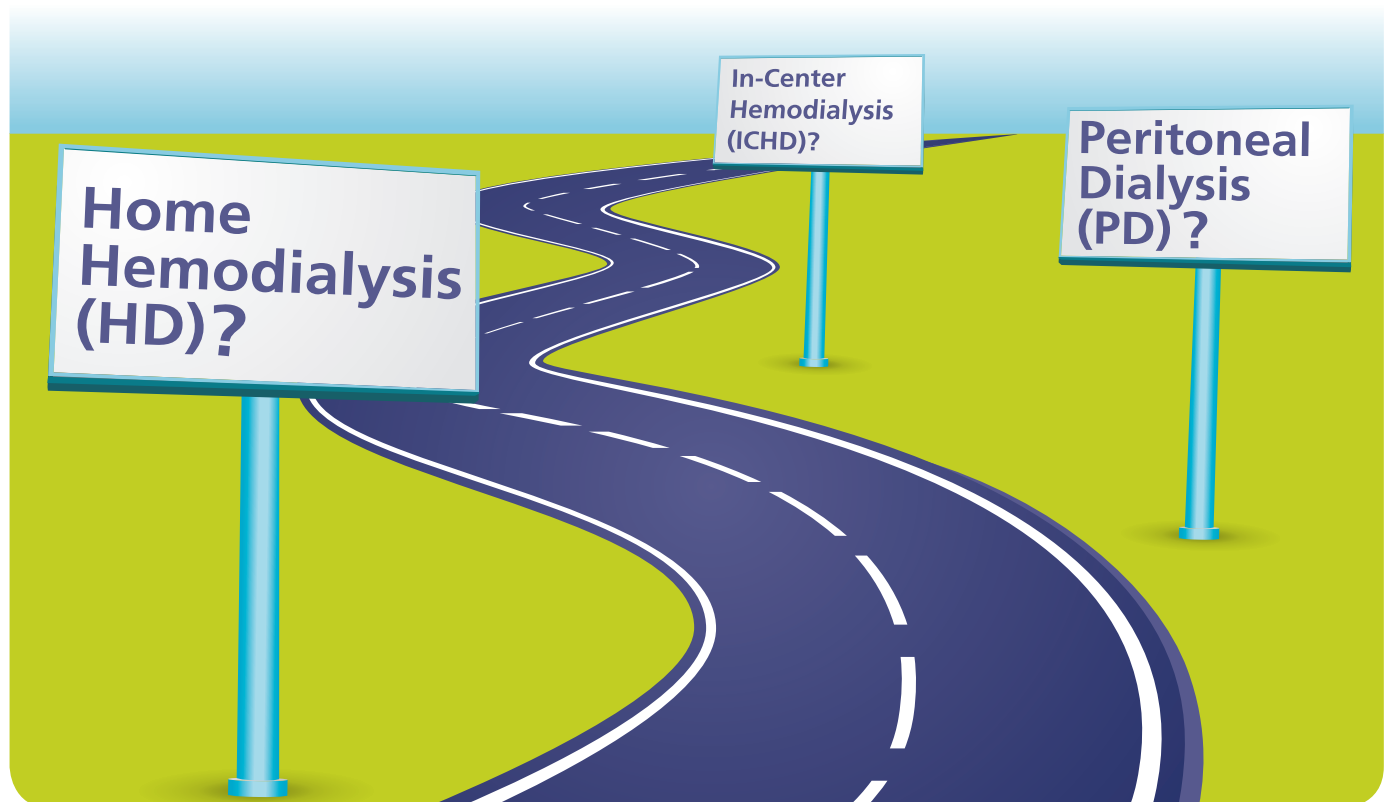 Home
Hemodialysis
(HD)?
In-Center
Hemodialysis
(ICHD)?
Peritoneal
Dialysis
(PD) ?